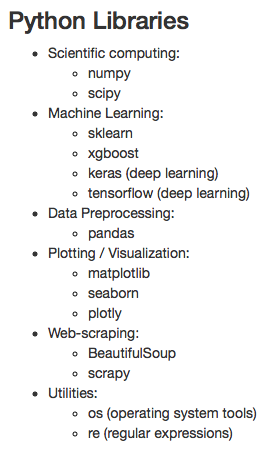 Python Libraries
Scientific computing:
numpy
scipy
Machine Learning:
sklearn
xgboost
keras (deep learning)
tensorflow (deep learning)
Data Preprocessing:
pandas
Plotting / Visualization:
matplotlib
seaborn
plotly
Web-scraping:
BeautifulSoup
scrapy
Utilities:
os (operating system tools)
re (regular expressions)